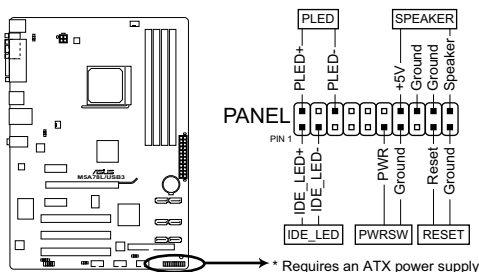 PLED
SPEAKER
PLED+
PLED-
+5V
Ground
Ground
Speaker
PANEL
PIN 1
IDE_LED+
IDE_LED-
PWR
Ground
Reset
Ground
IDE_LED
PWRSW
RESET
* Requires an ATX power supply
ASUS
M5A78L/USB3